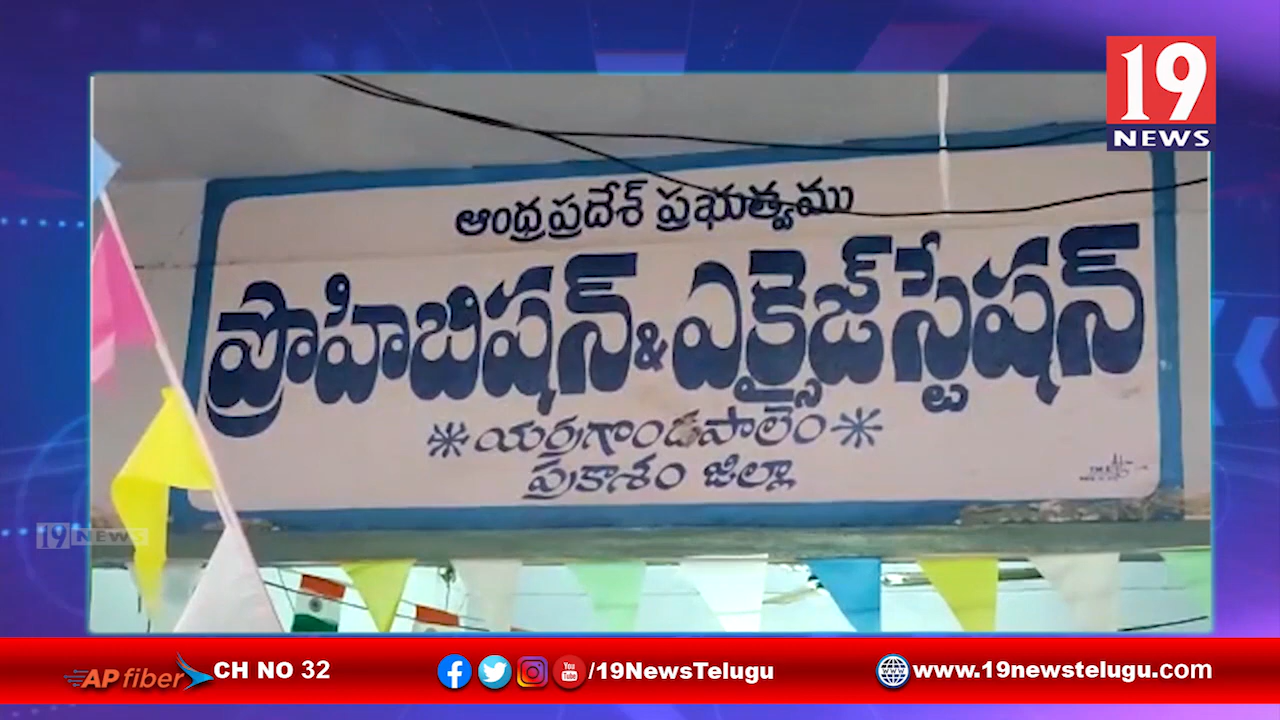 19
NEWS
ఆంధ్రప్రదేశ్ ప్రభుత్వము
ప్రొహిబిషన్ & ఎక్సైజ్ స్టేషన్
యర్రగొండపాలెం
ప్రకాశం జిల్లా
19 NEWS
AP fiber CH NO 32
/19NewsTelugu
www.19newstelugu.com